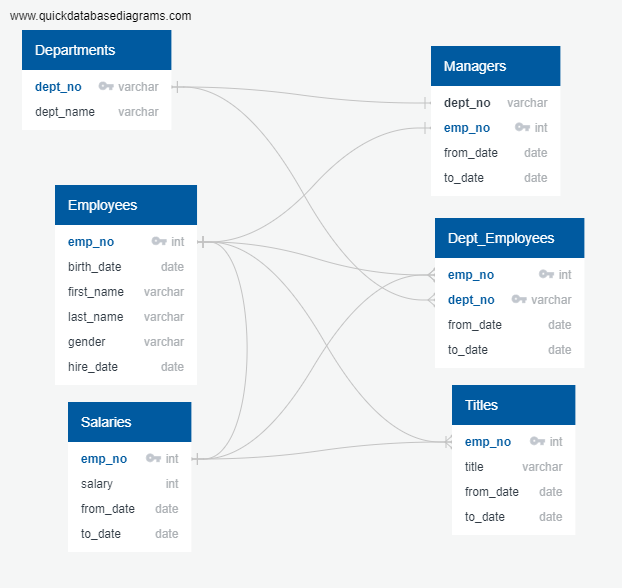 www.quickdatabasediagrams.com
Departments
dept_no varchar
dept_name varchar
Managers
dept_no varchar
emp_no int
from_date date
to_date date
Employees
emp_no int
birth_date date
first_name varchar
last_name varchar
gender varchar
hire_date date
Dept_Employees
emp_no int
dept_no varchar
from_date date
to_date date
Salaries
emp_no int
salary int
from_date date
to_date date
Titles
emp_no int
title varchar
from_date date
to_date date